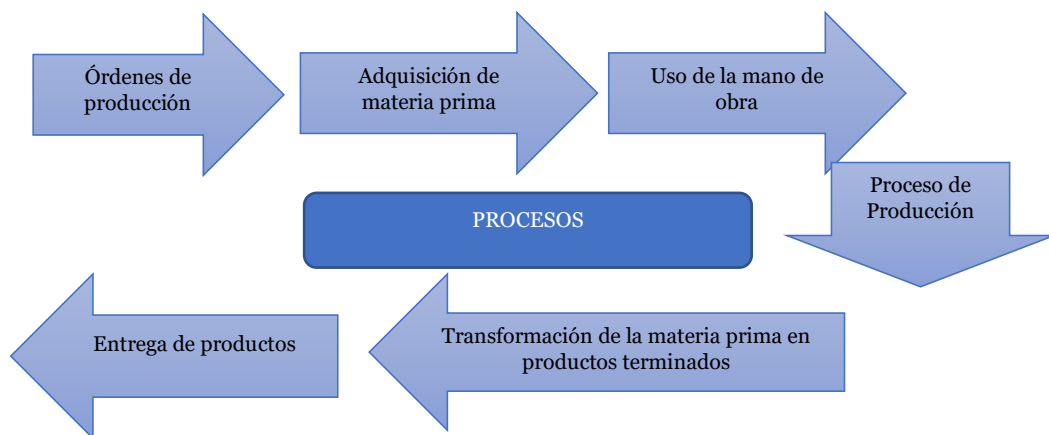 Órdenes de
producción
Adquisición de
materia prima
Uso de la mano de
obra
Proceso de
Producción
PROCESOS
Transformación de la materia prima en
productos terminados
Entrega de productos